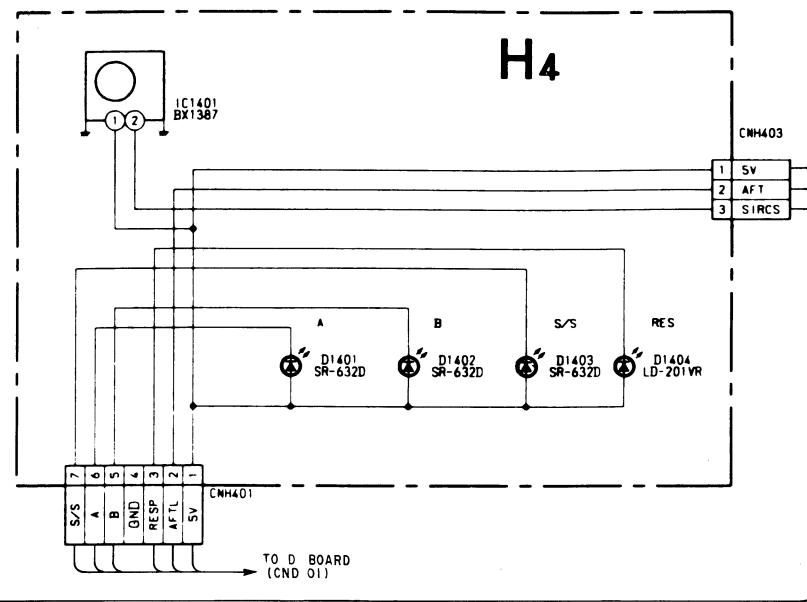 H4
IC1401
BX1387
1 2
CNH403
1 5V
2 AFT
3 SIRCS
A B S/S RES
D1401
SR-632D
D1402
SR-632D
D1403
SR-632D
D1404
LD-201VR
7 6 5 4 3 2 1
CNH401
S/S A B GND RESP AFTL 5V
TO D BOARD
(CND 01)